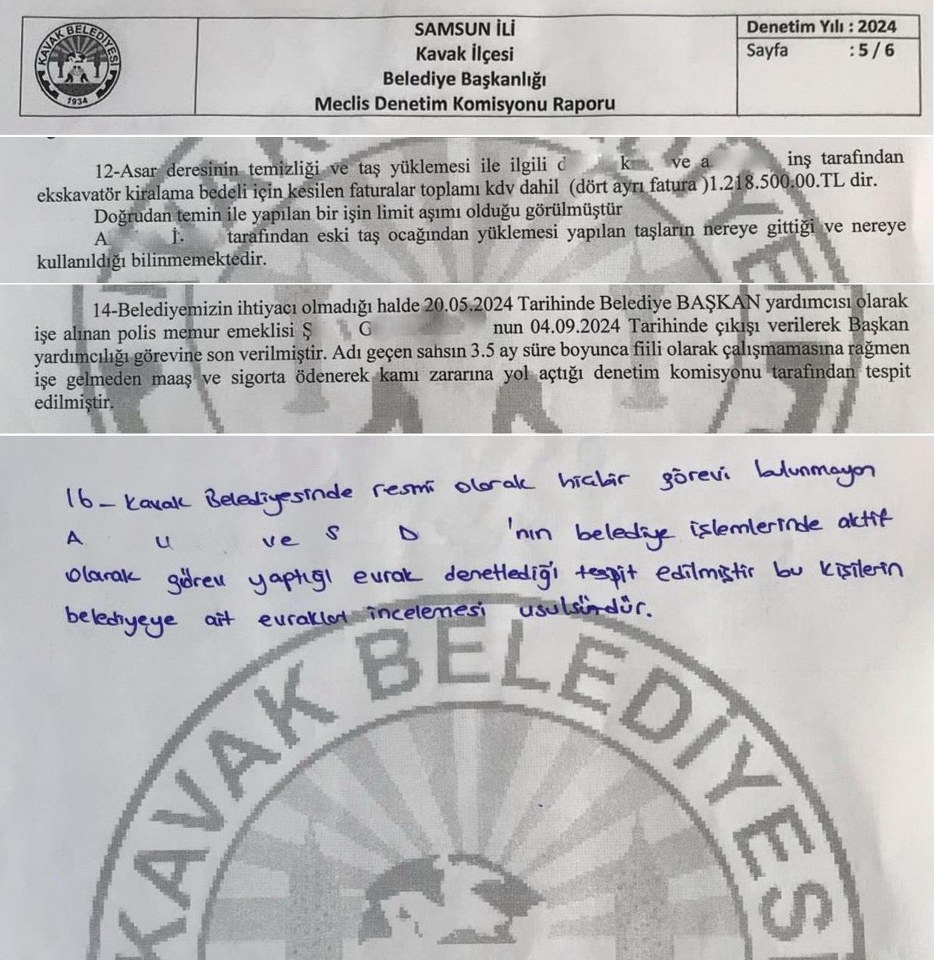 KAVAK BELEDİYESİ
1934
SAMSUN İLİ
Kavak İlçesi
Belediye Başkanlığı
Meclis Denetim Komisyonu Raporu
Denetim Yılı : 2024
Sayfa : 5 / 6
12-Asar deresinin temizliği ve taş yüklemesi ile ilgili d k ve a inş tarafından
ekskavatör kiralama bedeli için kesilen faturalar toplamı kdv dahil (dört ayrı fatura )1.218.500.00.TL dir.
Doğrudan temin ile yapılan bir işin limit aşımı olduğu görülmüştür
A İ. tarafından eski taş ocağından yüklemesi yapılan taşların nereye gittiği ve nereye
kullanıldığı bilinmemektedir.
14-Belediyemizin ihtiyacı olmadığı halde 20.05.2024 Tarihinde Belediye BAŞKAN yardımcısı olarak
işe alınan polis memur emeklisi Ş G nun 04.09.2024 Tarihinde çıkışı verilerek Başkan
yardımcılığı görevine son verilmiştir. Adı geçen sahsın 3.5 ay süre boyunca fiili olarak çalışmamasına rağmen
işe gelmeden maaş ve sigorta ödenerek kamı zararına yol açtığı denetim komisyonu tarafından tespit
edilmiştir.
16- Kavak Belediyesinde resmi olarak hiçbir görevi bulunmayan
A U ve S D 'nın belediye işlemlerinde aktif
olarak görev yaptığı evrak denetlediği tespit edilmiştir bu kişilerin
belediyeye ait evrakları incelemesi usulsüzdür.
KAVAK BELEDİYESİ